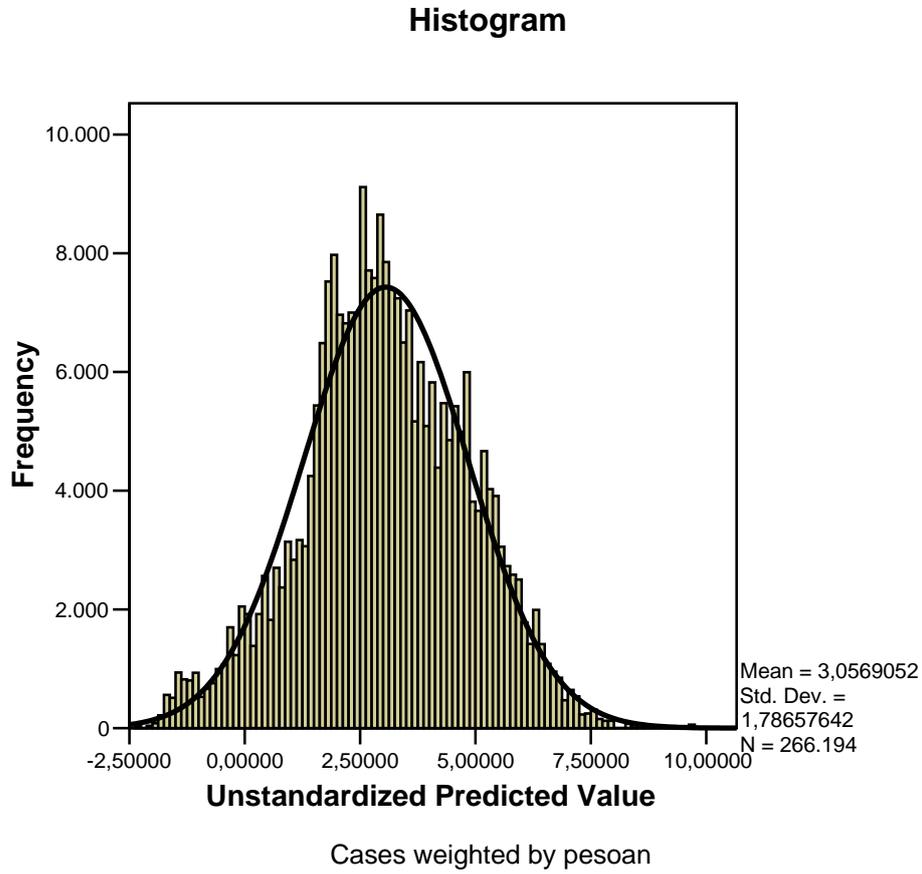 Histogram
10.000
8.000
6.000
4.000
2.000
0
Frequency
-2,50000 0,00000 2,50000 5,00000 7,50000 10,00000
Unstandardized Predicted Value
Cases weighted by pesoan
Mean = 3,0569052
Std. Dev. =
1,78657642
N = 266.194